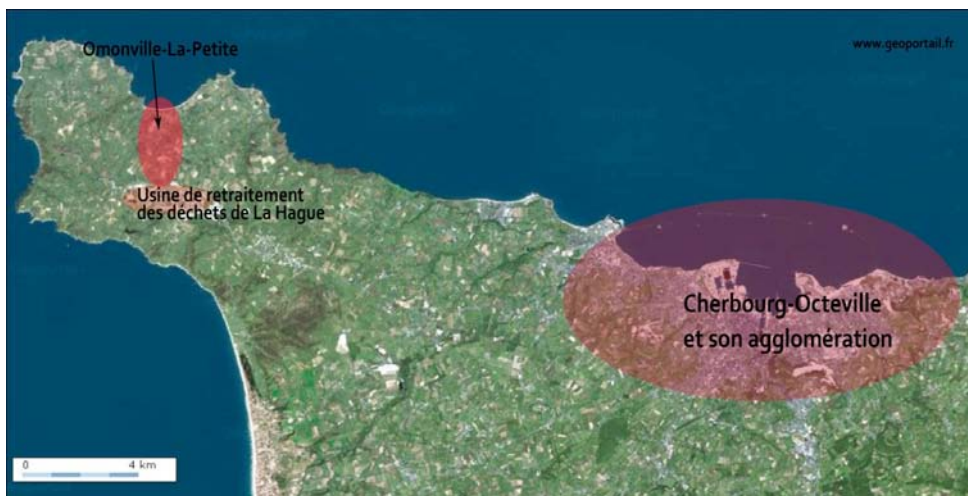 Omonville-La-Petite
www.geoportail.fr
Usine de retraitement
des déchets de La Hague
Cherbourg-Octeville
et son agglomération
0 4 km